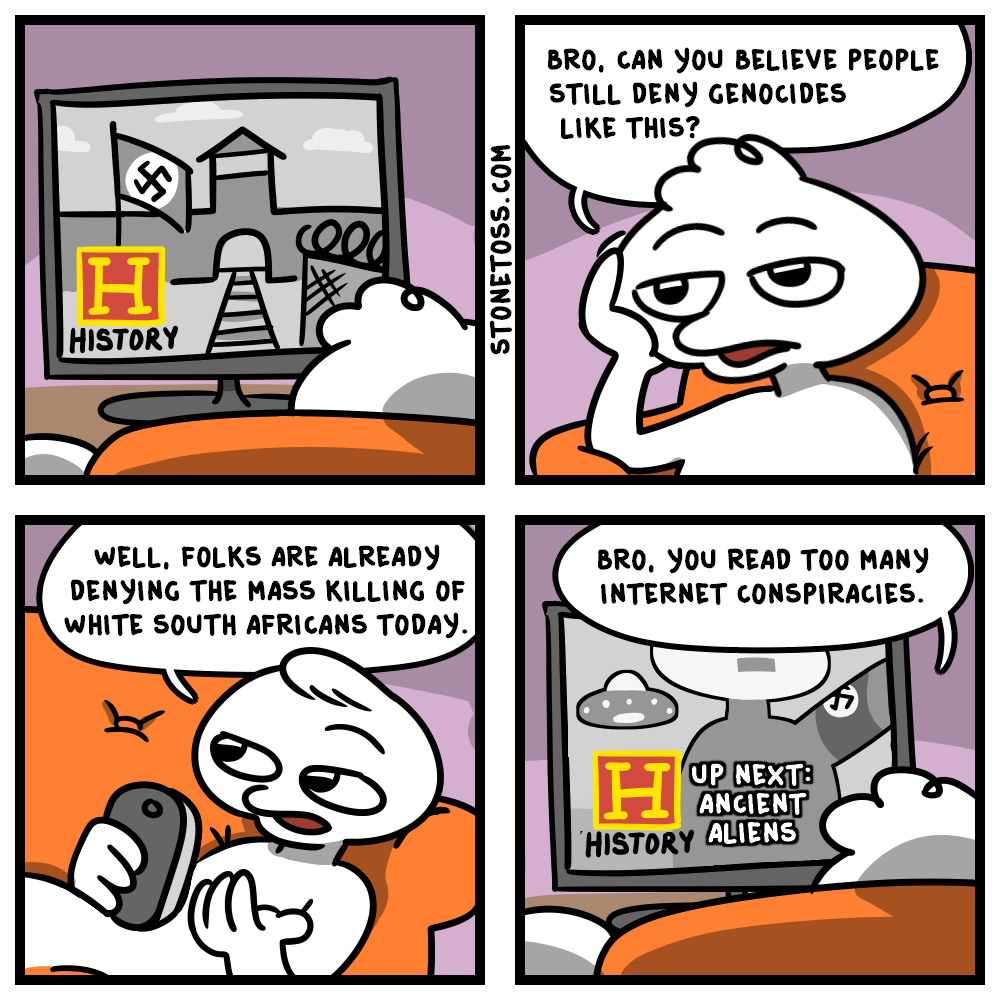 H
HISTORY
BRO, CAN YOU BELIEVE PEOPLE
STILL DENY GENOCIDES
LIKE THIS?
STONETOSS.COM
WELL, FOLKS ARE ALREADY
DENYING THE MASS KILLING OF
WHITE SOUTH AFRICANS TODAY.
BRO, YOU READ TOO MANY
INTERNET CONSPIRACIES.
H
HISTORY
UP NEXT:
ANCIENT
ALIENS